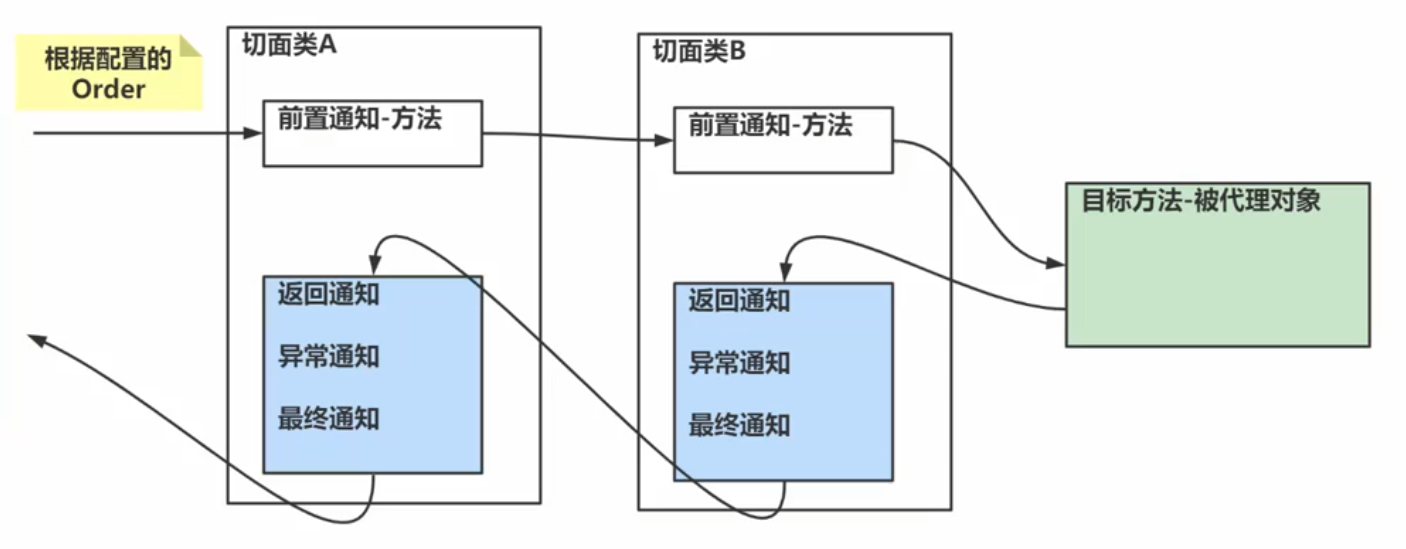 根据配置的
Order
切面类A
前置通知-方法
返回通知
异常通知
最终通知
切面类B
前置通知-方法
返回通知
异常通知
最终通知
目标方法-被代理对象